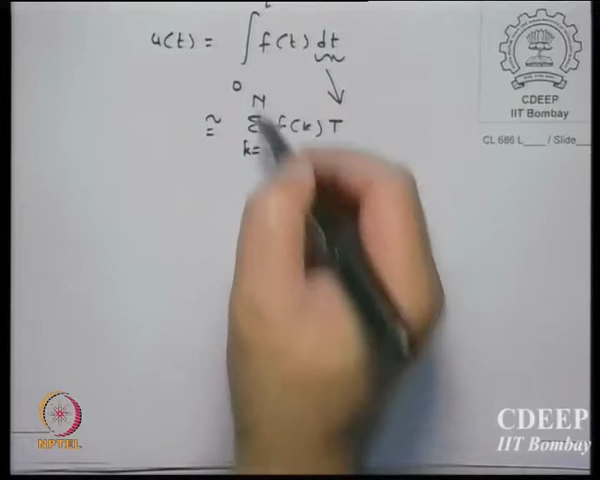 t
u(t) = ∫ f(t) dt
0
N
≅ Σ f(k) T
k=
CDEEP
IIT Bombay
CL 686 L___ / Slide___
NPTEL
CDEEP
IIT Bombay